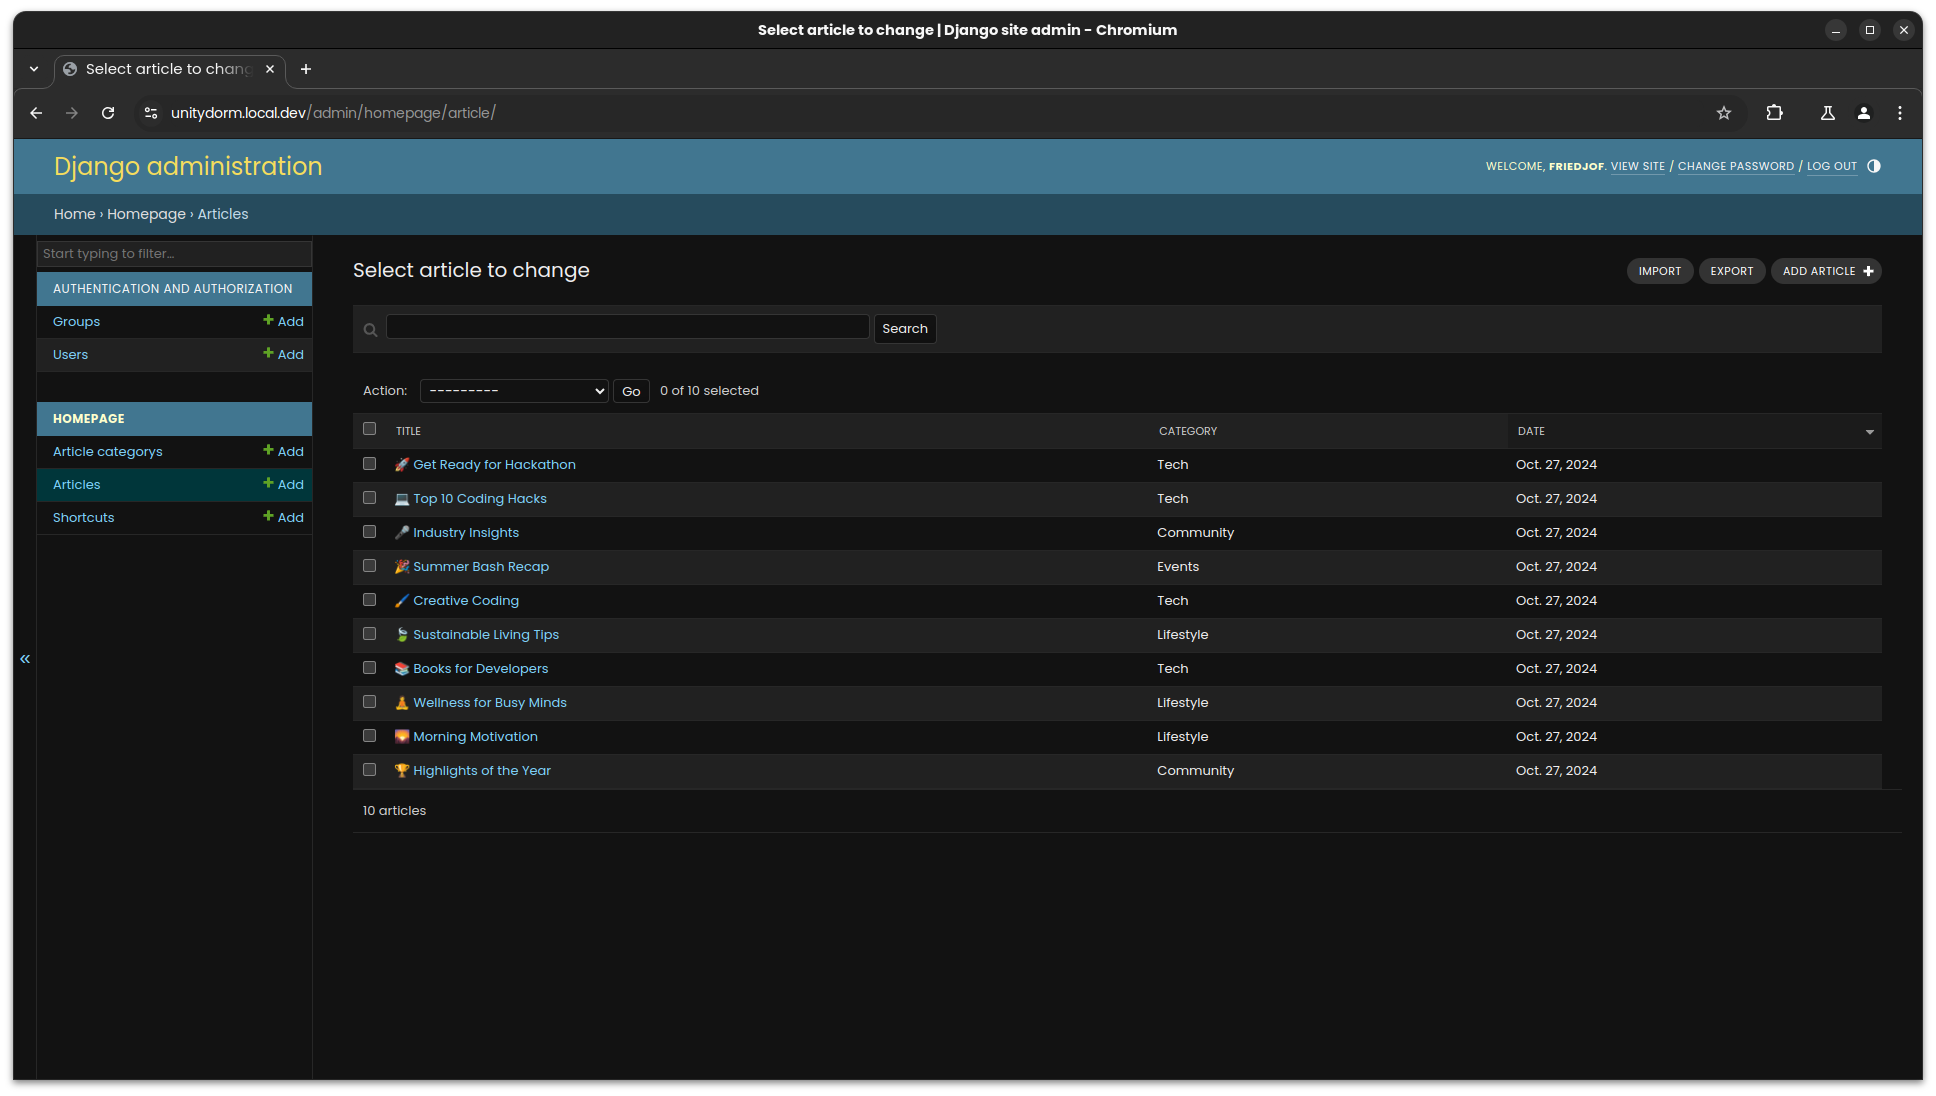 Select article to change | Django site admin - Chromium
Select article to chang
unitydorm.local.dev/admin/homepage/article/
Django administration
WELCOME, FRIEDJOF. VIEW SITE / CHANGE PASSWORD / LOG OUT
Home › Homepage › Articles
Start typing to filter...
AUTHENTICATION AND AUTHORIZATION
Groups + Add
Users + Add
HOMEPAGE
Article categorys + Add
Articles + Add
Shortcuts + Add
«
Select article to change
IMPORT EXPORT ADD ARTICLE +
Search
Action: --------- Go 0 of 10 selected
TITLE CATEGORY DATE
🚀 Get Ready for Hackathon Tech Oct. 27, 2024
💻 Top 10 Coding Hacks Tech Oct. 27, 2024
🎤 Industry Insights Community Oct. 27, 2024
🎉 Summer Bash Recap Events Oct. 27, 2024
🖌️ Creative Coding Tech Oct. 27, 2024
🍃 Sustainable Living Tips Lifestyle Oct. 27, 2024
📚 Books for Developers Tech Oct. 27, 2024
🧘 Wellness for Busy Minds Lifestyle Oct. 27, 2024
🌄 Morning Motivation Lifestyle Oct. 27, 2024
🏆 Highlights of the Year Community Oct. 27, 2024
10 articles